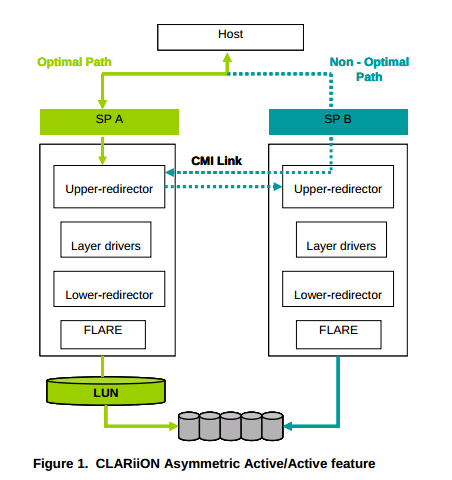 Host
Optimal Path
Non - Optimal
Path
SP A
SP B
CMI Link
Upper-redirector
Upper-redirector
Layer drivers
Layer drivers
Lower-redirector
Lower-redirector
FLARE
FLARE
LUN
Figure 1.  CLARiiON Asymmetric Active/Active feature